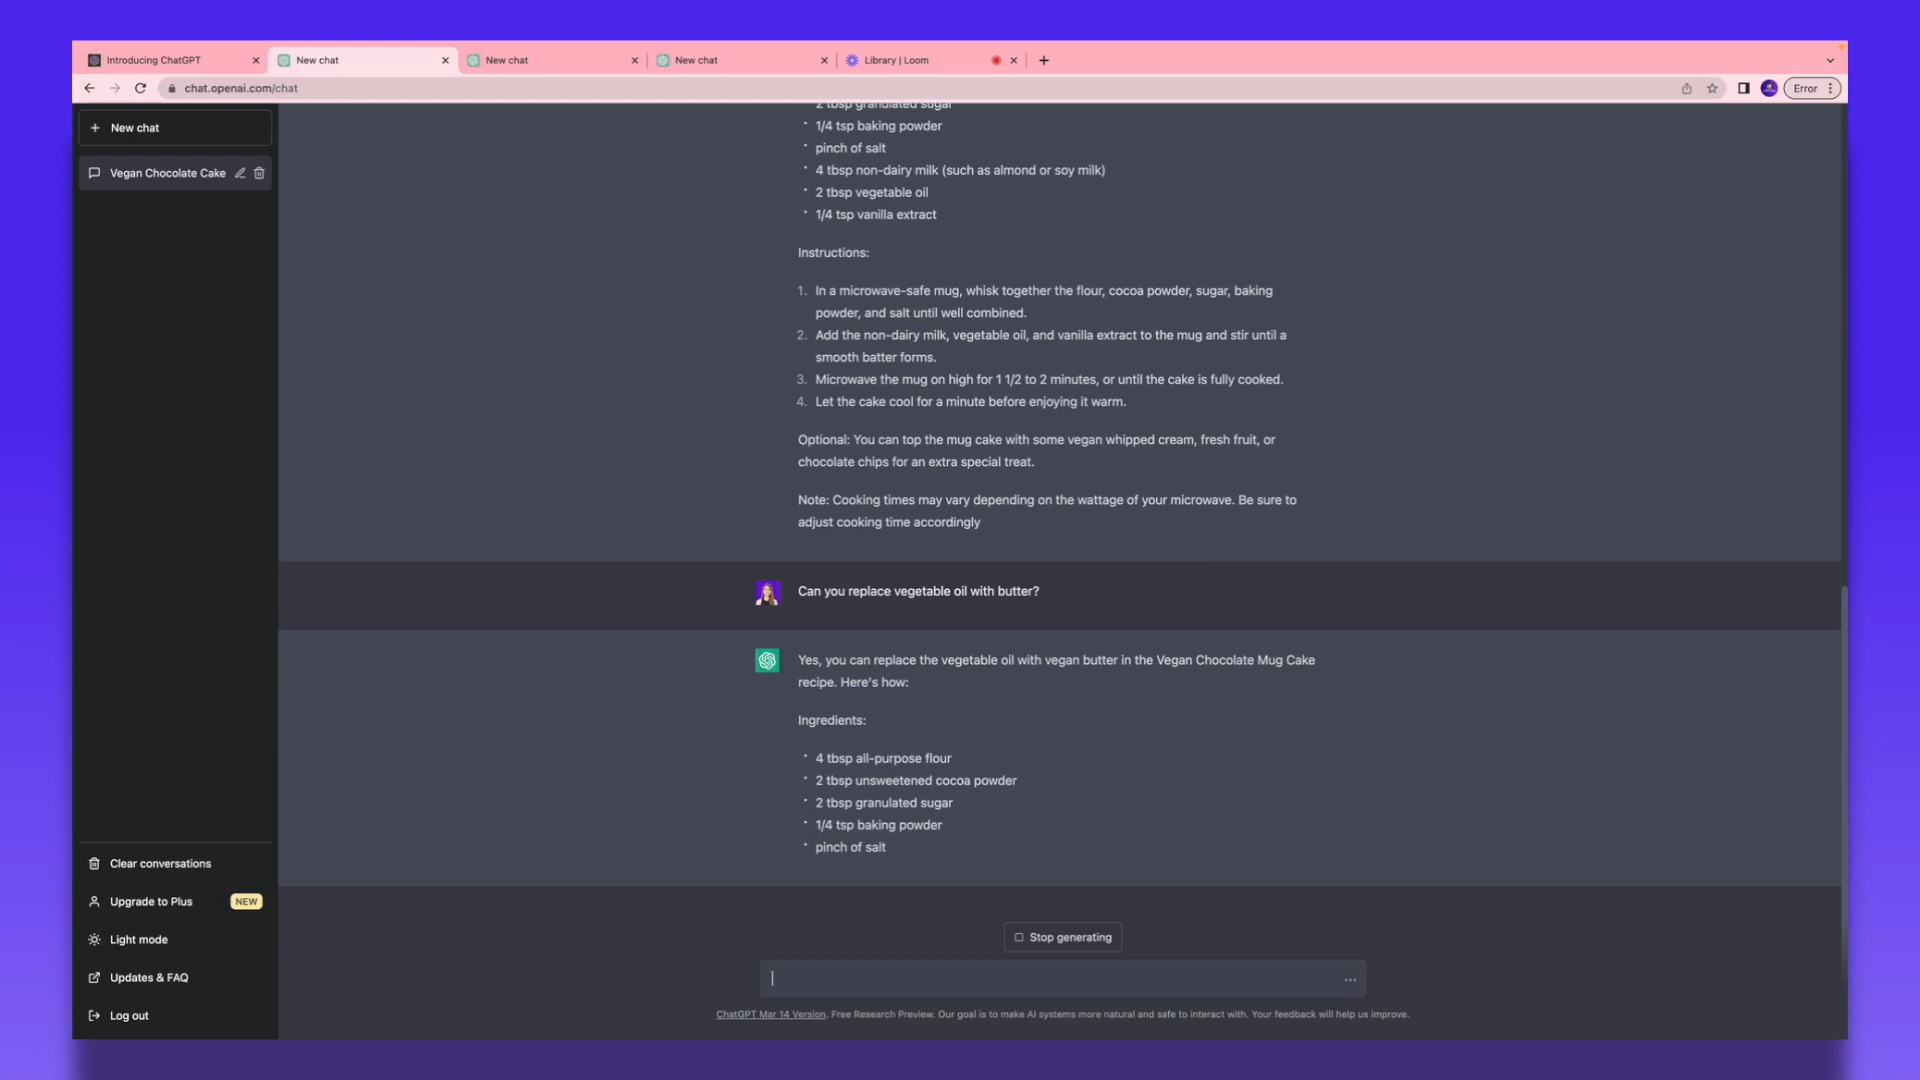 Introducing ChatGPT
New chat
New chat
New chat
Library | Loom
chat.openai.com/chat
Error
New chat
Vegan Chocolate Cake
2 tbsp granulated sugar
1/4 tsp baking powder
pinch of salt
4 tbsp non-dairy milk (such as almond or soy milk)
2 tbsp vegetable oil
1/4 tsp vanilla extract
Instructions:
1. In a microwave-safe mug, whisk together the flour, cocoa powder, sugar, baking
powder, and salt until well combined.
2. Add the non-dairy milk, vegetable oil, and vanilla extract to the mug and stir until a
smooth batter forms.
3. Microwave the mug on high for 1 1/2 to 2 minutes, or until the cake is fully cooked.
4. Let the cake cool for a minute before enjoying it warm.
Optional: You can top the mug cake with some vegan whipped cream, fresh fruit, or
chocolate chips for an extra special treat.
Note: Cooking times may vary depending on the wattage of your microwave. Be sure to
adjust cooking time accordingly
Can you replace vegetable oil with butter?
Yes, you can replace the vegetable oil with vegan butter in the Vegan Chocolate Mug Cake
recipe. Here's how:
Ingredients:
4 tbsp all-purpose flour
2 tbsp unsweetened cocoa powder
2 tbsp granulated sugar
1/4 tsp baking powder
pinch of salt
Clear conversations
Upgrade to Plus NEW
Light mode
Updates & FAQ
Log out
Stop generating
ChatGPT Mar 14 Version. Free Research Preview. Our goal is to make AI systems more natural and safe to interact with. Your feedback will help us improve.